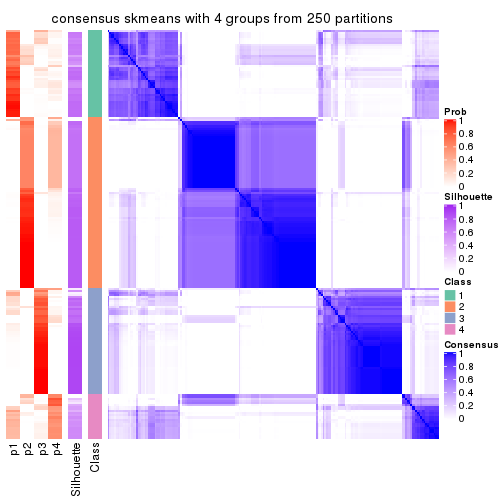 consensus skmeans with 4 groups from 250 partitions
Prob
1
0.8
0.6
0.4
0.2
0
Silhouette
1
0.8
0.6
0.4
0.2
0
Class
1
2
3
4
Consensus
1
0.8
0.6
0.4
0.2
0
p1
p2
p3
p4
Silhouette
Class